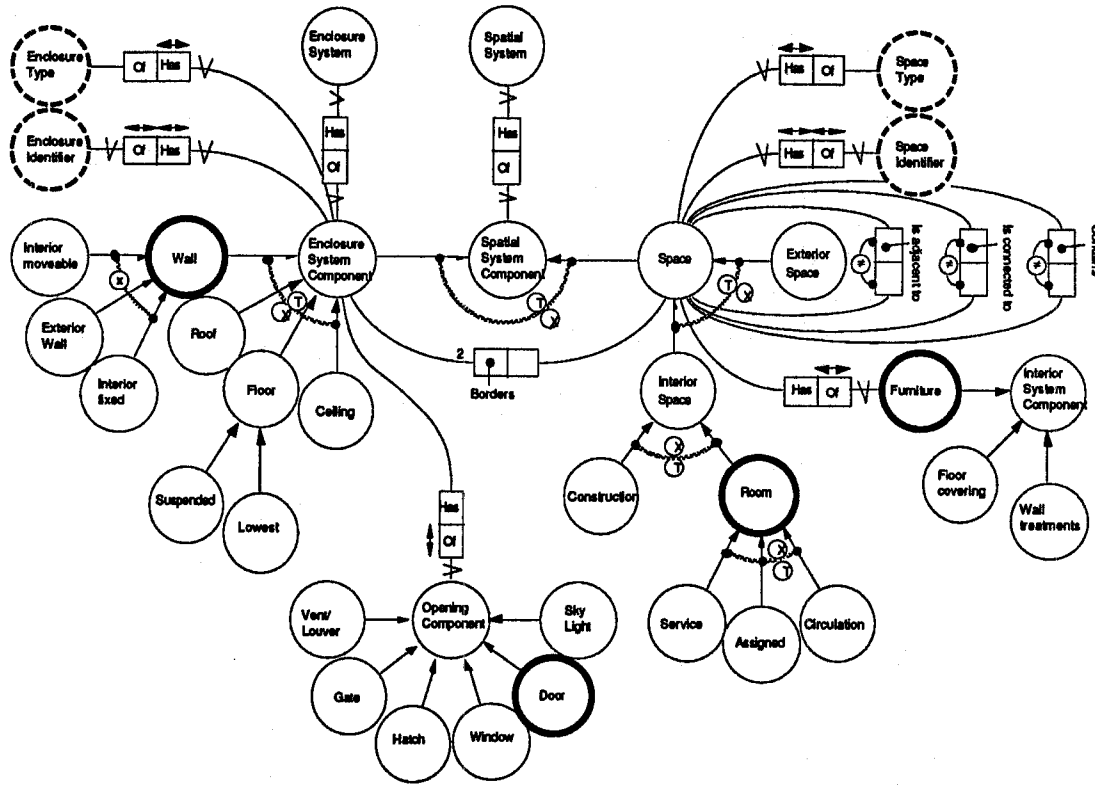 Enclosure
Type
Of
Has
V
Enclosure
System
Spatial
System
V
Has
Of
Space
Type
Enclosure
Identifier
V
Of
Has
V
V
Has
Of
V
V
Has
Of
V
V
Has
Of
V
Space
Identifier
Interior
moveable
Wall
Enclosure
System
Component
Spatial
System
Component
Space
Exterior
Space
Is adjacent to
Is connected to
x
T
X
T
X
T
X
Exterior
Wall
Interior
fixed
Roof
Floor
Ceiling
2
Borders
Interior
Space
Has
Of
V
Furniture
Interior
System
Component
Suspended
Lowest
Construction
X
T
Room
Floor
covering
Wall
treatments
Has
Of
V
X
T
Service
Assigned
Circulation
Vent/
Louver
Opening
Component
Sky
Light
Gate
Hatch
Window
Door